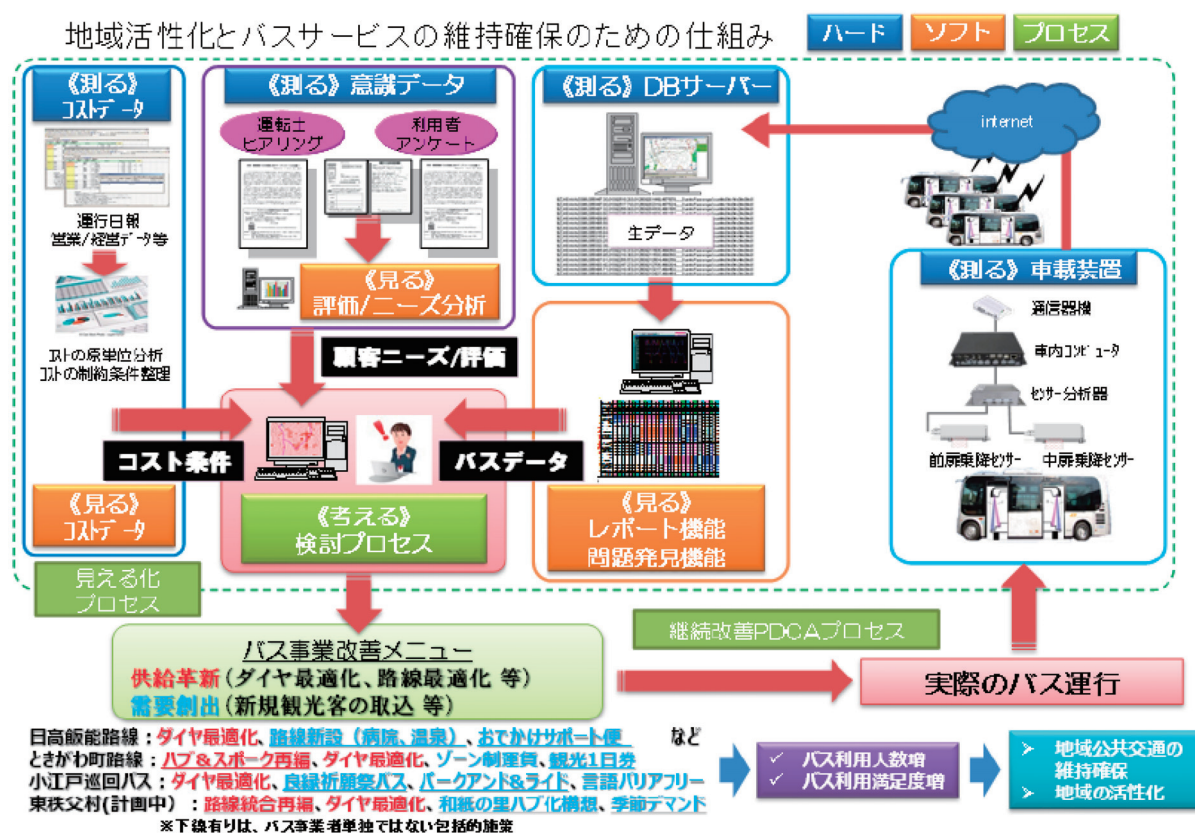 地域活性化とバスサービスの維持確保のための仕組み
ハード
ソフト
プロセス
《測る》
コストデータ
運行日報
営業/経営データ等
コストの原単位分析
コストの制約条件整理
《見る》
コストデータ
《測る》意識データ
運転士
ヒアリング
利用者
アンケート
《見る》
評価/ニーズ分析
顧客ニーズ/評価
コスト条件
バスデータ
《考える》
検討プロセス
《測る》DBサーバー
生データ
《見る》
レポート機能
問題発見機能
internet
《測る》車載装置
通信器機
車内コンピュータ
センサー分析器
前扉乗降センサー
中扉乗降センサー
見える化
プロセス
継続改善PDCAプロセス
バス事業改善メニュー
供給革新(ダイヤ最適化、路線最適化 等)
需要創出(新規観光客の取込 等)
実際のバス運行
日高飯能路線：ダイヤ最適化、路線新設（病院、温泉）、おでかけサポート便 など
ときがわ町路線：ハブ&スポーク再編、ダイヤ最適化、ゾーン制運賃、観光1日券
小江戸巡回バス：ダイヤ最適化、良縁祈願祭バス、パークアンド&ライド、言語バリアフリー
東秩父村(計画中）：路線統合再編、ダイヤ最適化、和紙の里ハブ化構想、季節デマンド
※下線有りは、バス事業者単独ではない包括的施策
✓ バス利用人数増
✓ バス利用満足度増
➢ 地域公共交通の
維持確保
➢ 地域の活性化